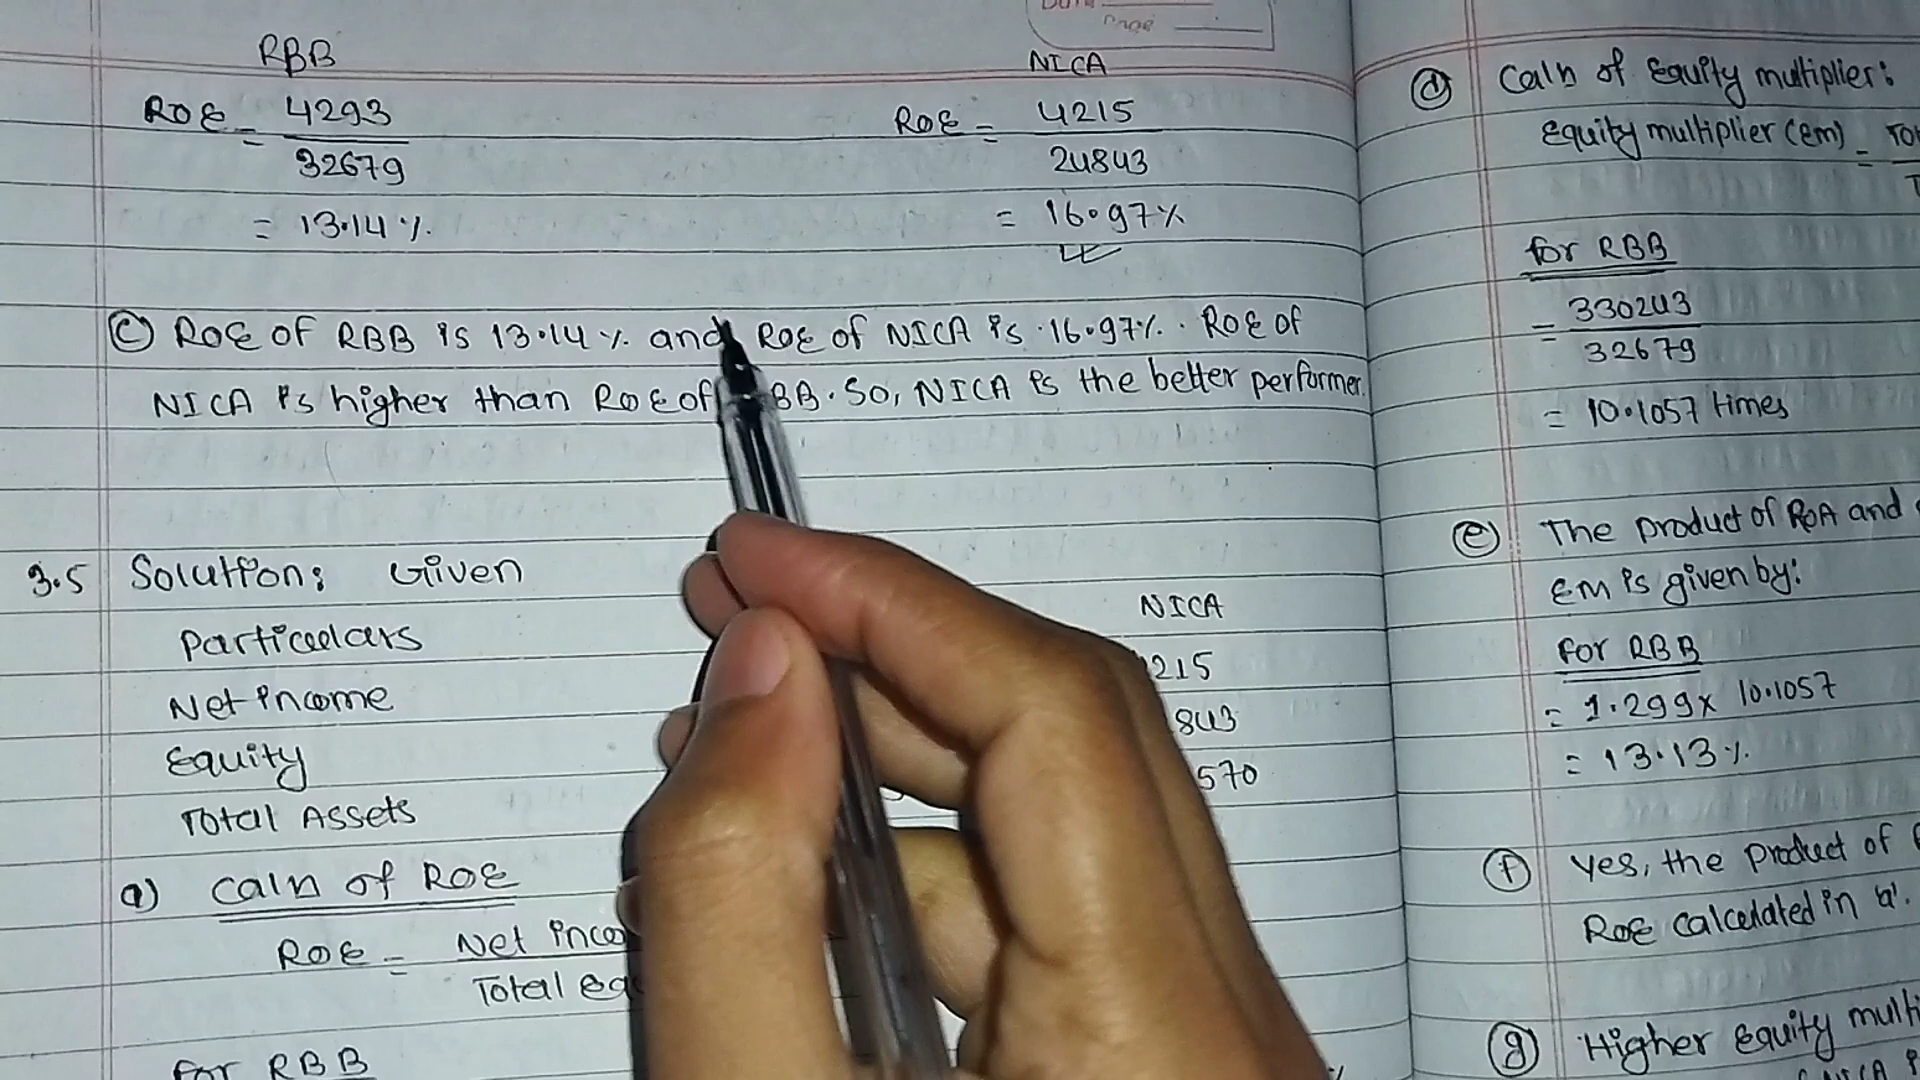 Page
RBB
NICA
ROE = 4293
32679
= 13.14%
ROE = 4215
24843
= 16.97%
(C) ROE OF RBB is 13.14% and ROE of NICA is 16.97%. ROE of
NICA is higher than ROE of BB. So, NICA is the better performer.
3.5 Solution: Given
NICA
Particulars
Net income
215
Equity
843
Total Assets
570
a) Caln of ROE
ROE = Net inco
Total eq
for RBB
(d) Caln of Equity multiplier:
Equity multiplier (em) =
for RBB
= 330243
32679
= 10.1057 times
(e) The product of ROA and
EM is given by:
for RBB
= 1.299 x 10.1057
= 13.13%
(f) Yes, the product of
ROE calculated in 'a'.
(g) Higher Equity multi